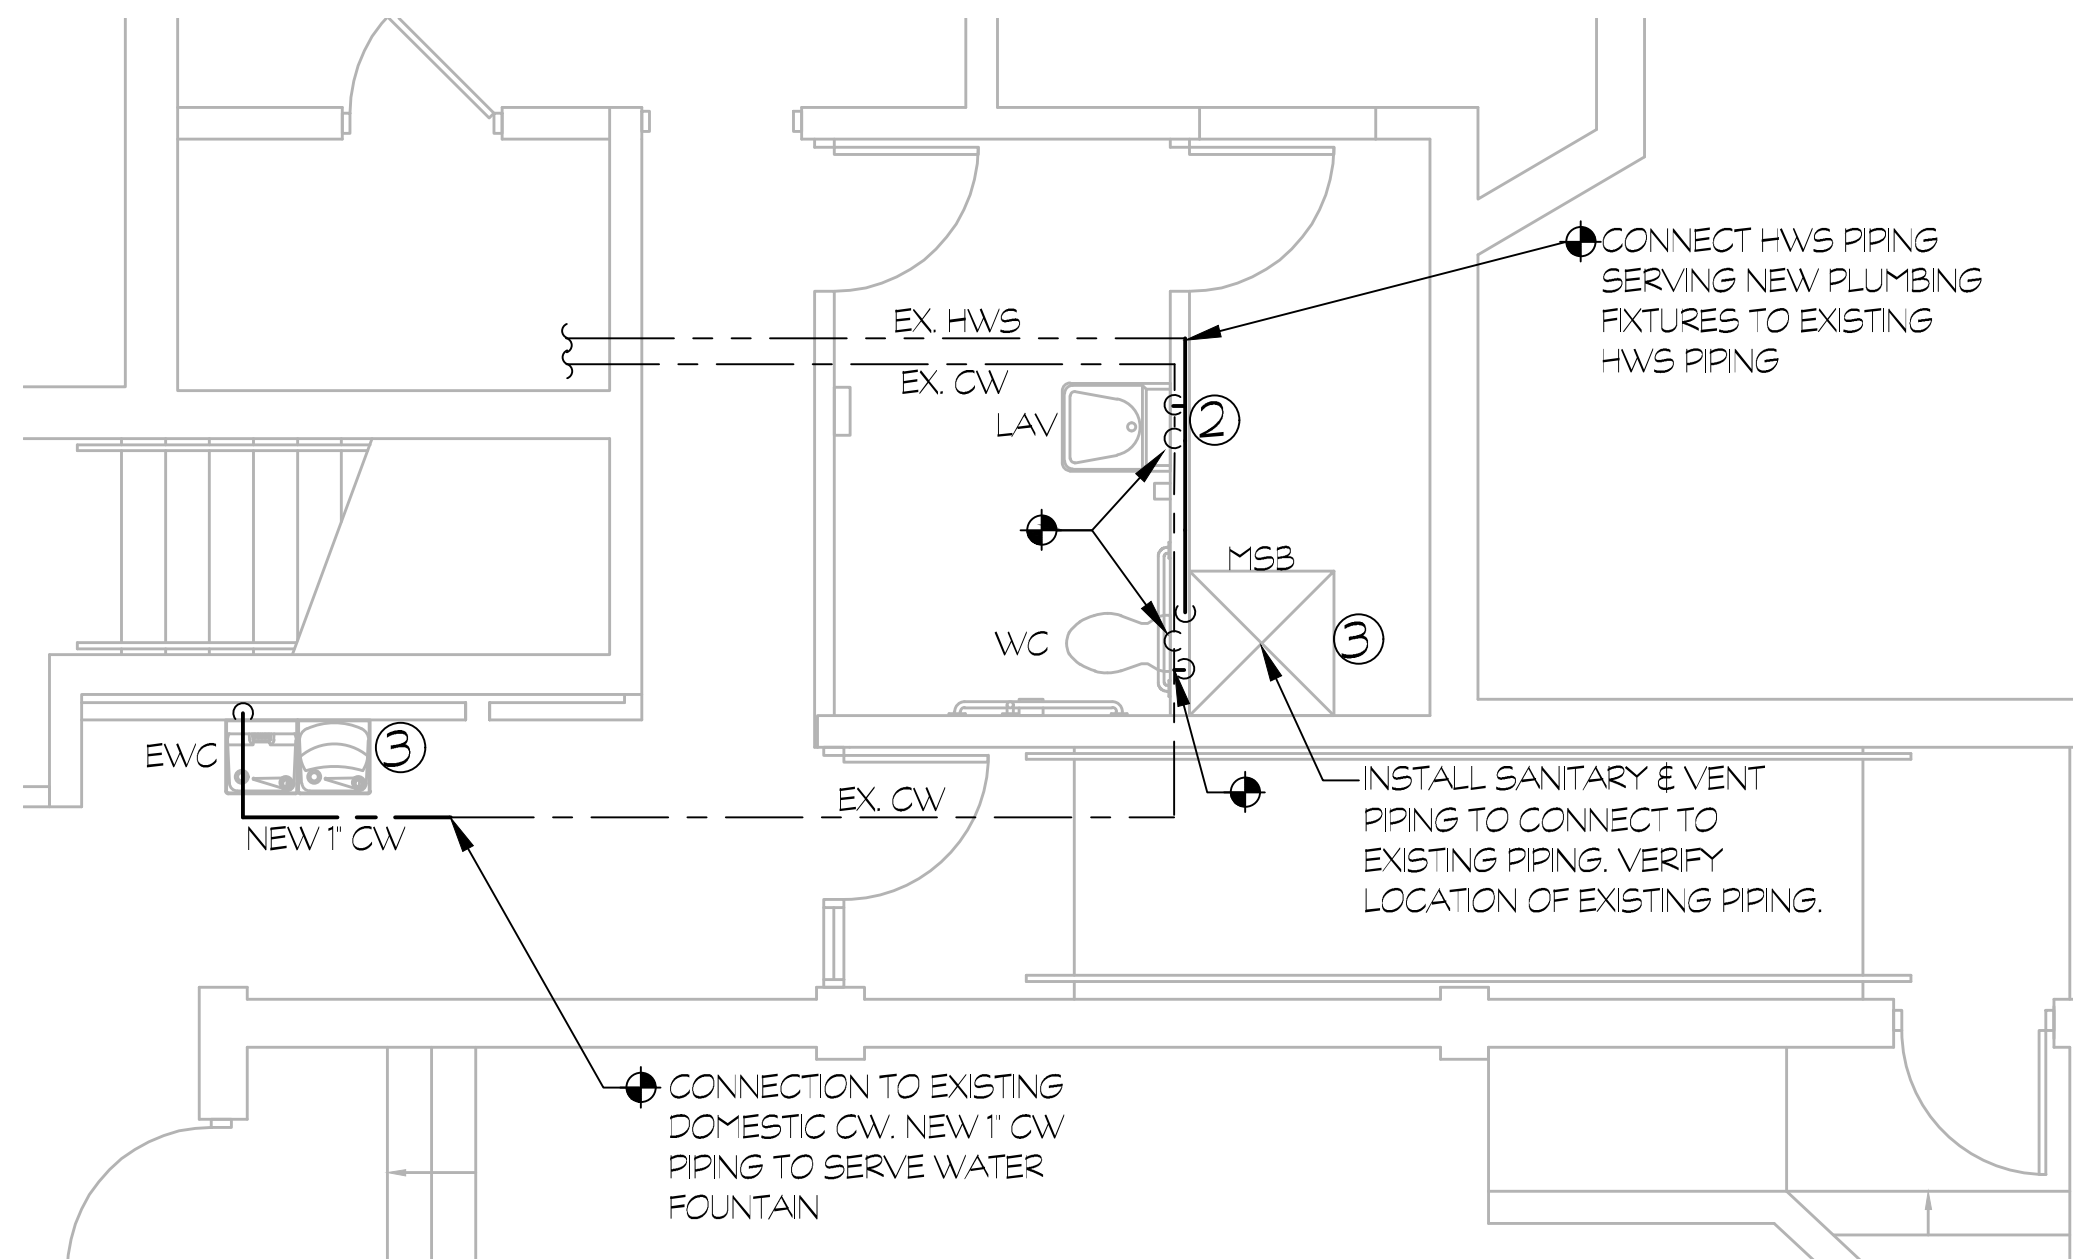 CONNECT HWS PIPING
SERVING NEW PLUMBING
FIXTURES TO EXISTING
HWS PIPING
EX. HWS
EX. CW
LAV
2
MSB
WC
3
EWC
3
EX. CW
NEW 1" CW
INSTALL SANITARY & VENT
PIPING TO CONNECT TO
EXISTING PIPING. VERIFY
LOCATION OF EXISTING PIPING.
CONNECTION TO EXISTING
DOMESTIC CW. NEW 1" CW
PIPING TO SERVE WATER
FOUNTAIN